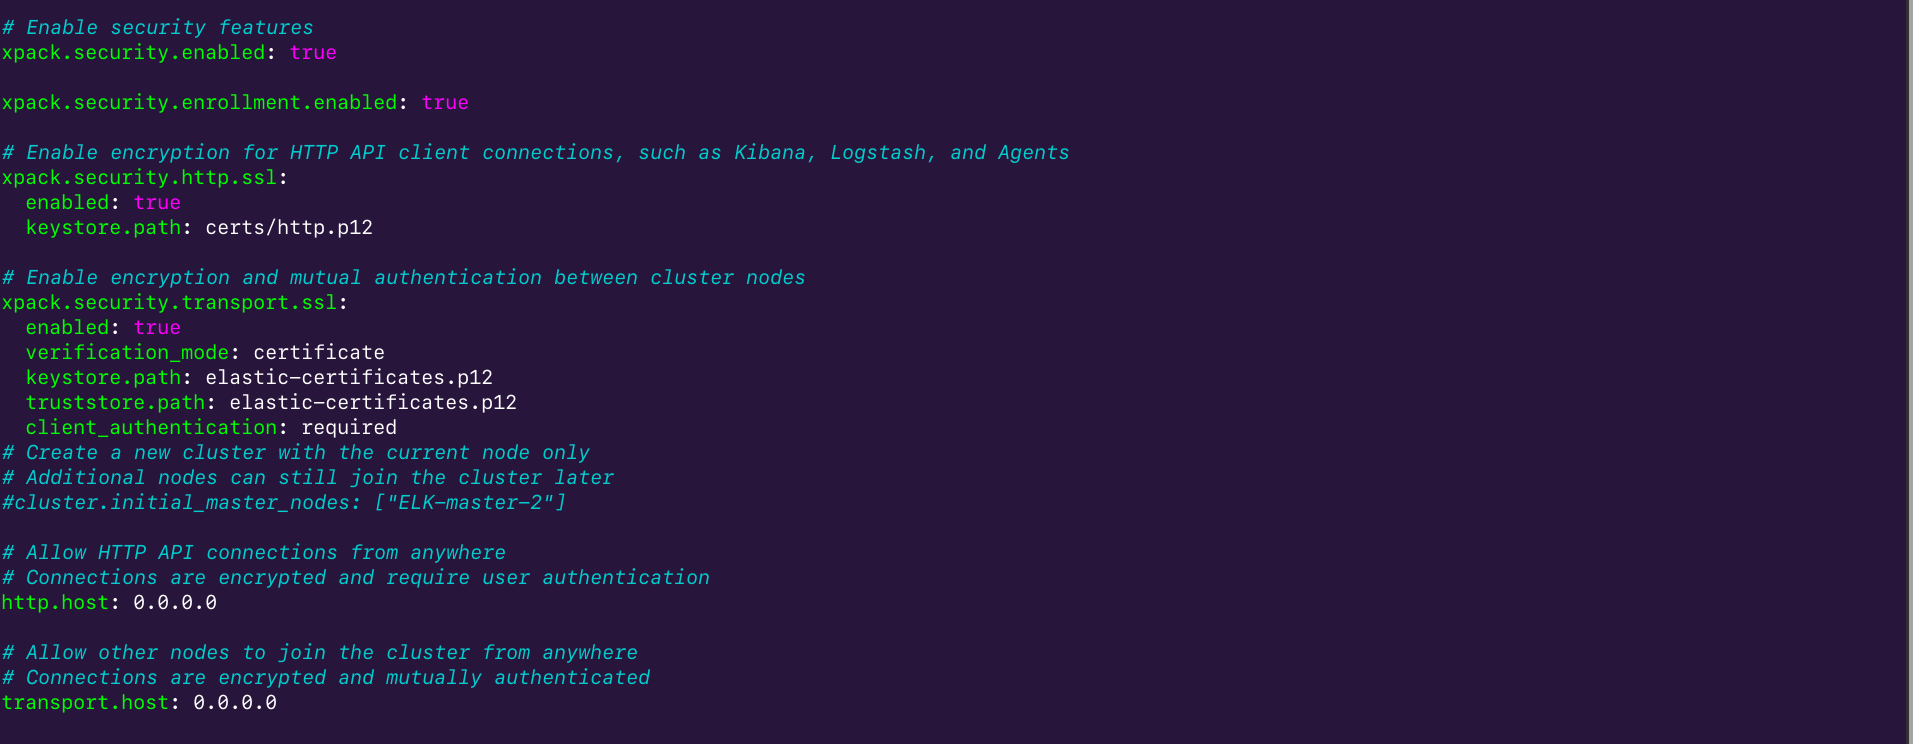 # Enable security features
xpack.security.enabled: true
xpack.security.enrollment.enabled: true
# Enable encryption for HTTP API client connections, such as Kibana, Logstash, and Agents
xpack.security.http.ssl:
  enabled: true
  keystore.path: certs/http.p12
# Enable encryption and mutual authentication between cluster nodes
xpack.security.transport.ssl:
  enabled: true
  verification_mode: certificate
  keystore.path: elastic-certificates.p12
  truststore.path: elastic-certificates.p12
  client_authentication: required
# Create a new cluster with the current node only
# Additional nodes can still join the cluster later
#cluster.initial_master_nodes: ["ELK-master-2"]
# Allow HTTP API connections from anywhere
# Connections are encrypted and require user authentication
http.host: 0.0.0.0
# Allow other nodes to join the cluster from anywhere
# Connections are encrypted and mutually authenticated
transport.host: 0.0.0.0